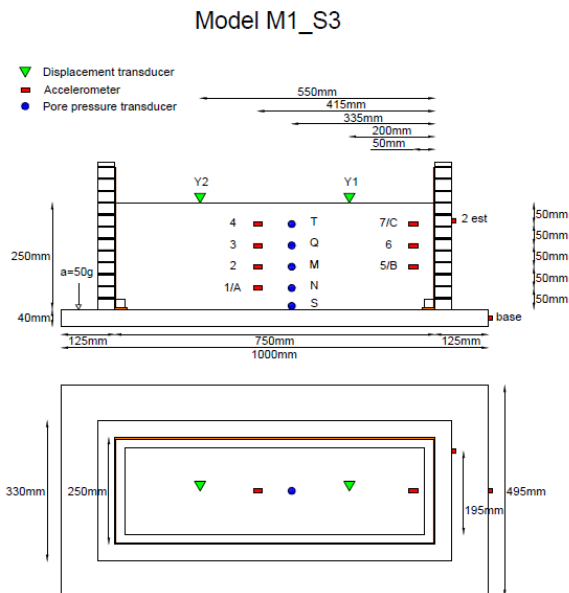 Model M1_S3
Displacement transducer
Accelerometer
Pore pressure transducer
550mm
415mm
335mm
200mm
50mm
Y2
Y1
4
T
7/C
2 est
50mm
3
Q
6
50mm
250mm
2
M
5/B
50mm
a=50g
1/A
N
50mm
S
50mm
40mm
base
125mm
750mm
125mm
1000mm
330mm
250mm
195mm
495mm